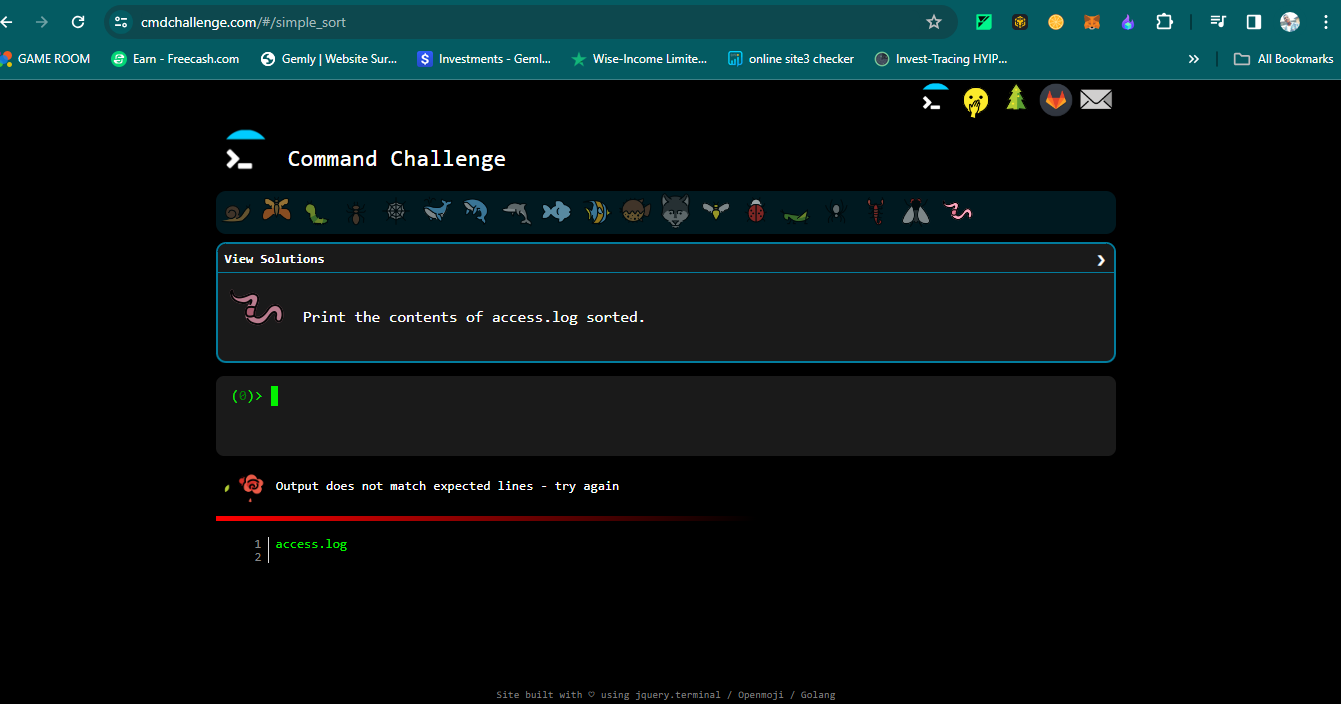 cmdchallenge.com/#/simple_sort
GAME ROOM
Earn - Freecash.com
Gemly | Website Sur...
$ Investments - Geml...
Wise-Income Limite...
online site3 checker
Invest-Tracing HYIP...
»
All Bookmarks
Command Challenge
View Solutions
Print the contents of access.log sorted.
(0)>
Output does not match expected lines - try again
1 access.log
2
Site built with ♡ using jquery.terminal / Openmoji / Golang